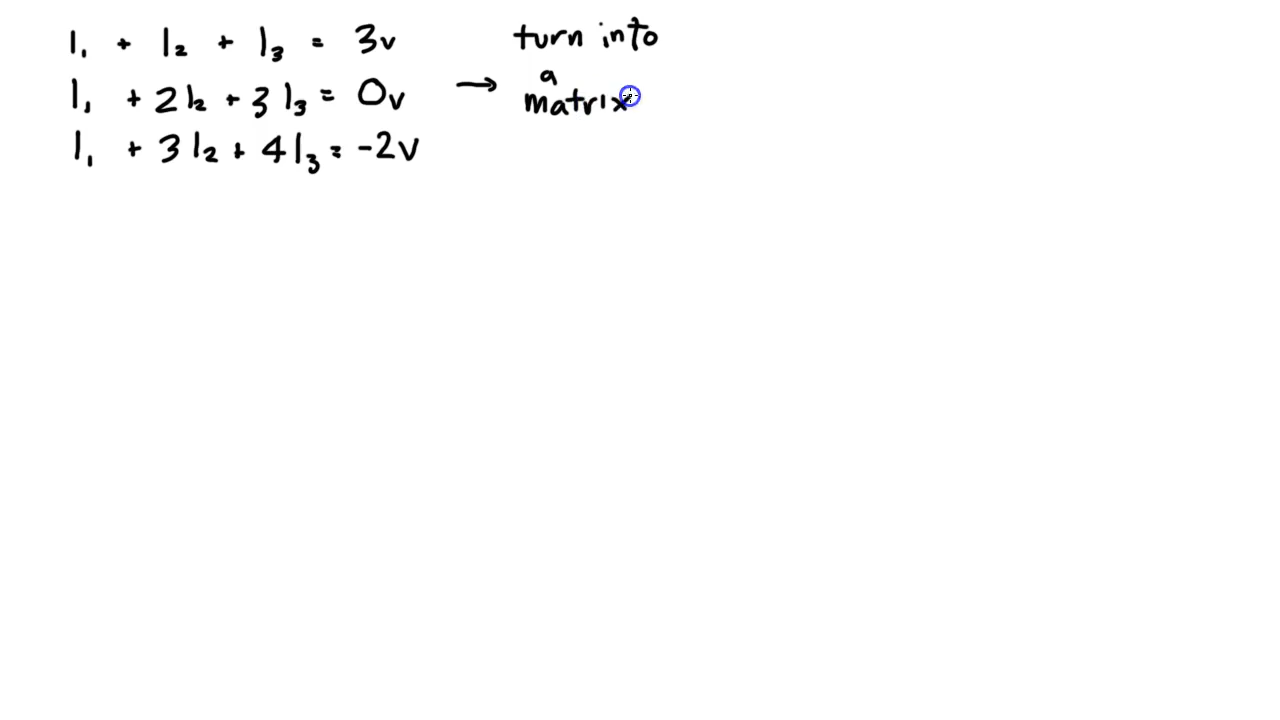 I₁ + I₂ + I₃ = 3v
I₁ + 2I₂ + 3I₃ = 0v →
I₁ + 3I₂ + 4I₃ = -2v
turn into
a
matrix